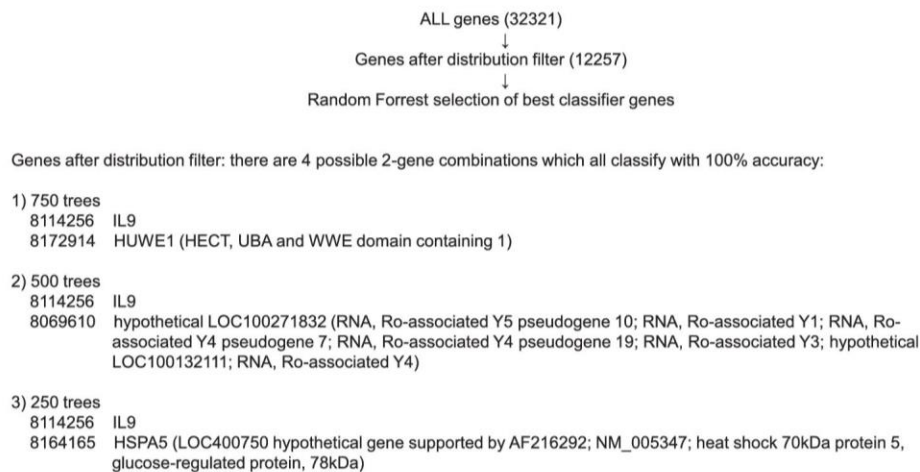 ALL genes (32321)
↓
Genes after distribution filter (12257)
↓
Random Forrest selection of best classifier genes
Genes after distribution filter: there are 4 possible 2-gene combinations which all classify with 100% accuracy:
1) 750 trees
8114256 IL9
8172914 HUWE1 (HECT, UBA and WWE domain containing 1)
2) 500 trees
8114256 IL9
8069610 hypothetical LOC100271832 (RNA, Ro-associated Y5 pseudogene 10; RNA, Ro-associated Y1; RNA, Ro-
associated Y4 pseudogene 7; RNA, Ro-associated Y4 pseudogene 19; RNA, Ro-associated Y3; hypothetical
LOC100132111; RNA, Ro-associated Y4)
3) 250 trees
8114256 IL9
8164165 HSPA5 (LOC400750 hypothetical gene supported by AF216292; NM_005347; heat shock 70kDa protein 5,
glucose-regulated protein, 78kDa)